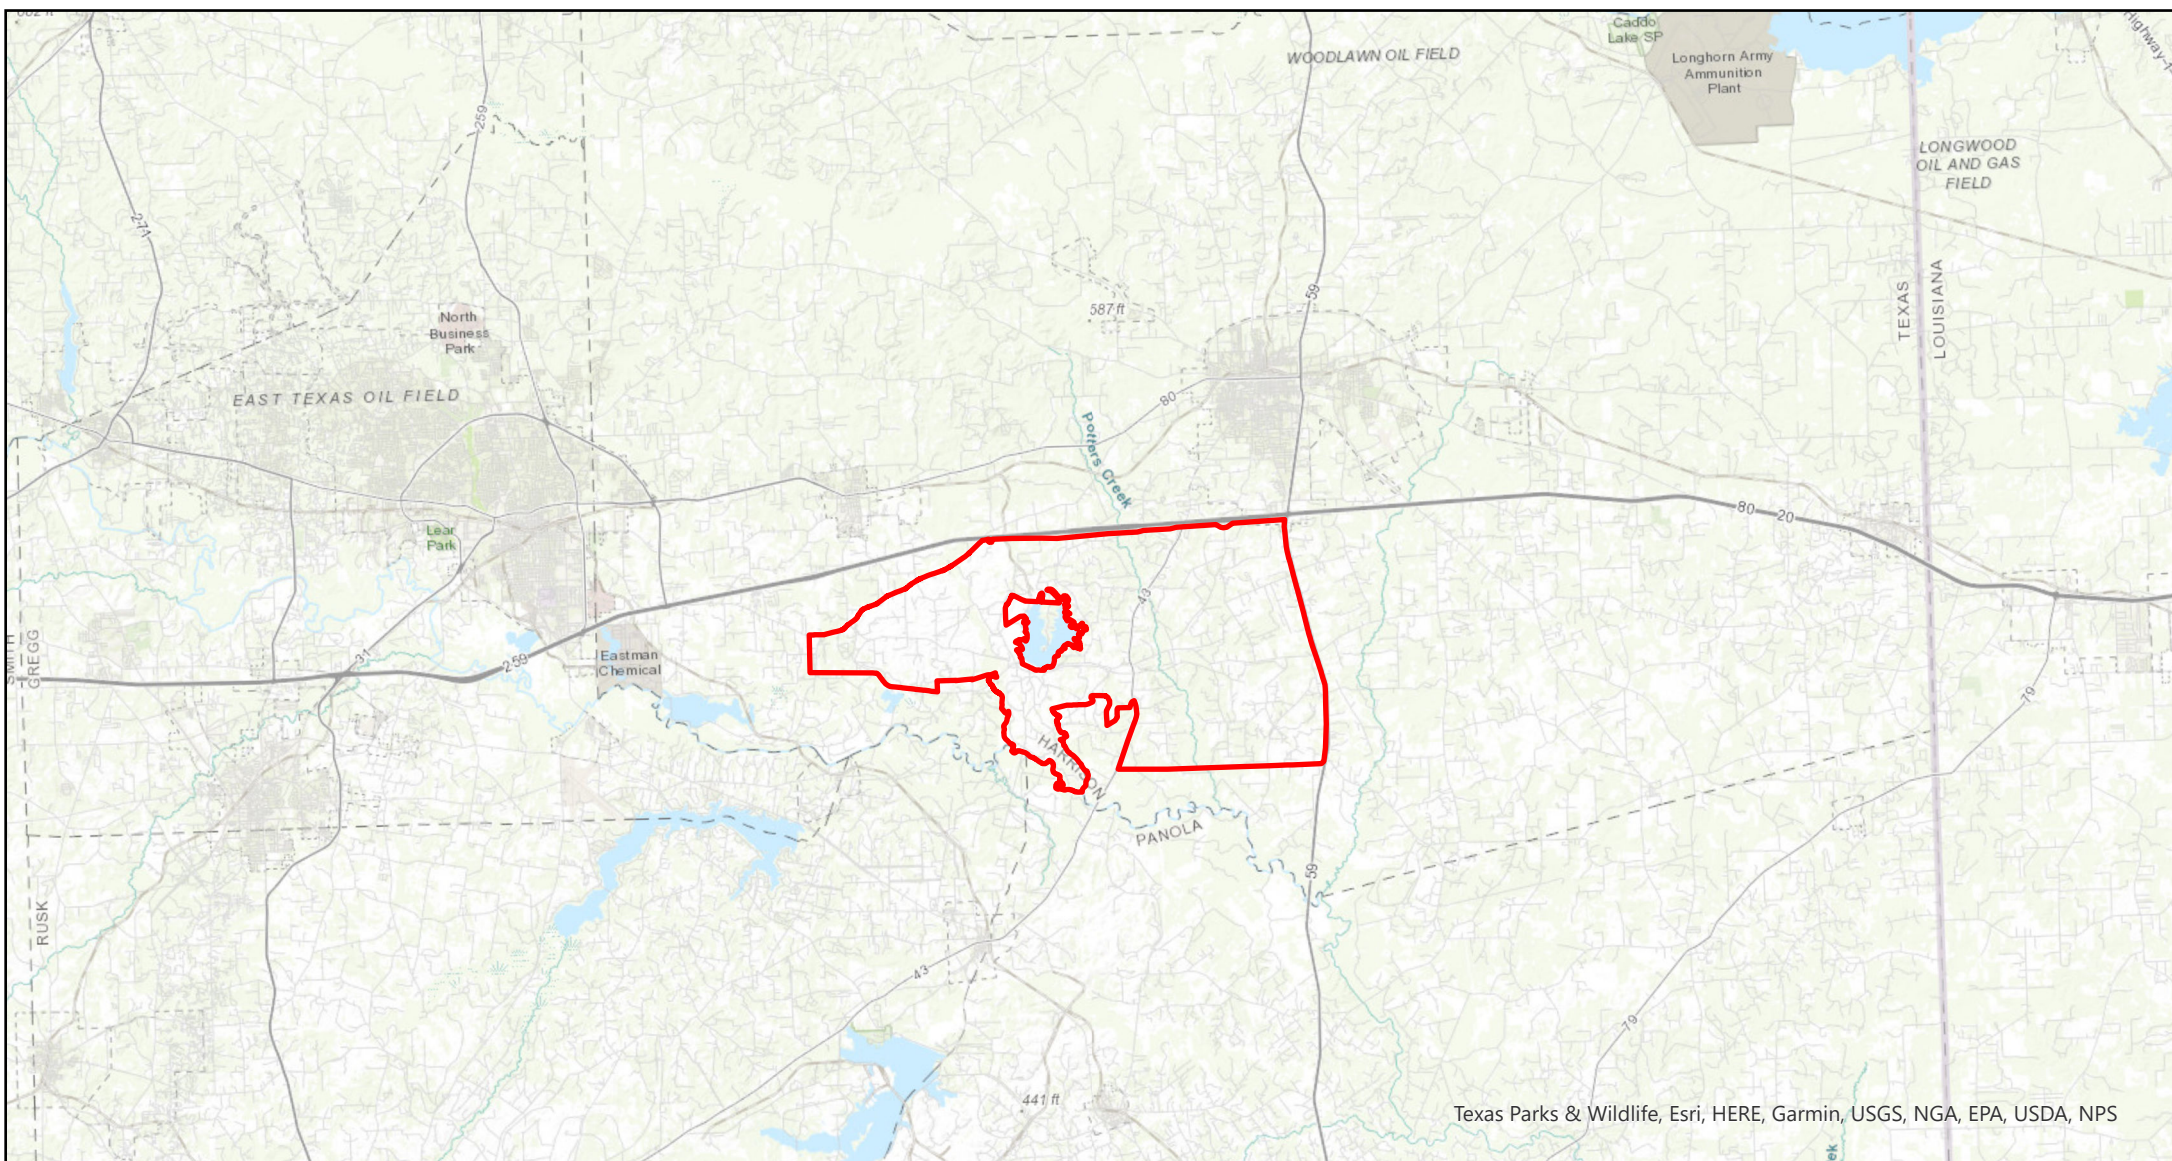 Caddo
Lake SP
Highway-1
WOODLAWN OIL FIELD
Longhorn Army
Ammunition
Plant
259
LONGWOOD
OIL AND GAS
FIELD
271
59
TEXAS
LOUISIANA
587 ft
North
Business
Park
EAST TEXAS OIL FIELD
80
Potters Creek
80
20
Lear
Park
43
SMITH
GREGG
31
259
Eastman
Chemical
79
HARRISON
PANOLA
59
RUSK
43
79
441 ft
Texas Parks & Wildlife, Esri, HERE, Garmin, USGS, NGA, EPA, USDA, NPS